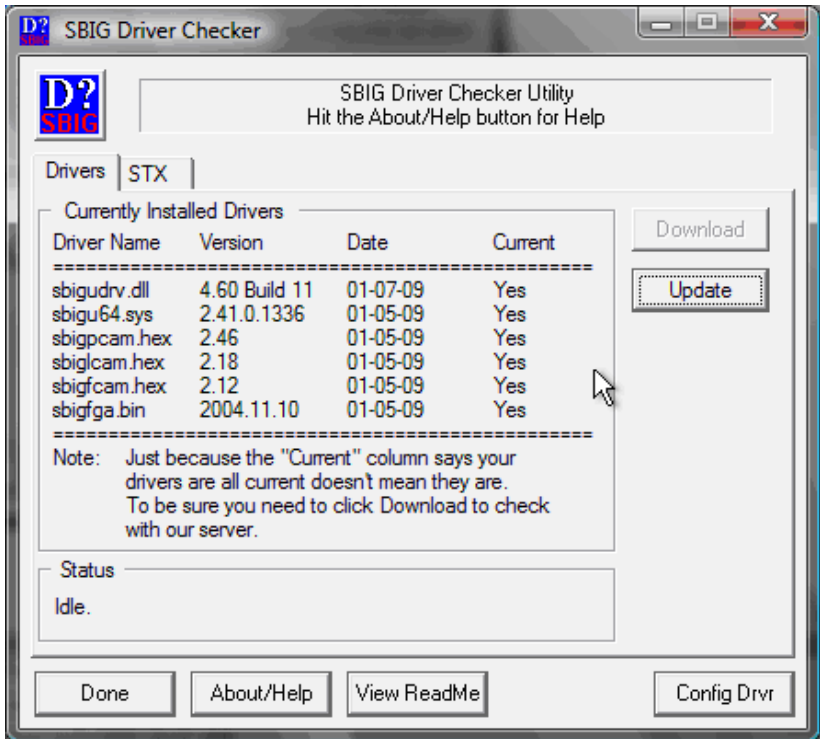 D? SBIG SBIG Driver Checker
D?
SBIG
SBIG Driver Checker Utility
Hit the About/Help button for Help
Drivers STX
Currently Installed Drivers
Driver Name Version Date Current
=================================================
sbigudrv.dll 4.60 Build 11 01-07-09 Yes
sbigu64.sys 2.41.0.1336 01-05-09 Yes
sbigpcam.hex 2.46 01-05-09 Yes
sbiglcam.hex 2.18 01-05-09 Yes
sbigfcam.hex 2.12 01-05-09 Yes
sbigfga.bin 2004.11.10 01-05-09 Yes
=================================================
Note: Just because the "Current" column says your
drivers are all current doesn't mean they are.
To be sure you need to click Download to check
with our server.
Download
Update
Status
Idle.
Done About/Help View ReadMe Config Drvr